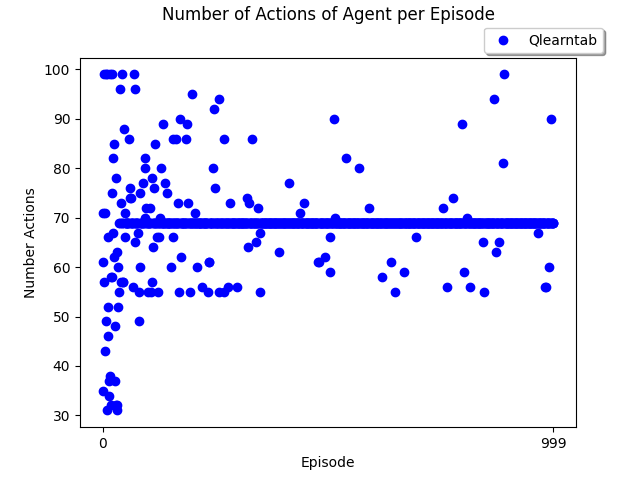 Number of Actions of Agent per Episode
Qlearntab
100
90
80
70
60
50
40
30
Number Actions
0 999
Episode